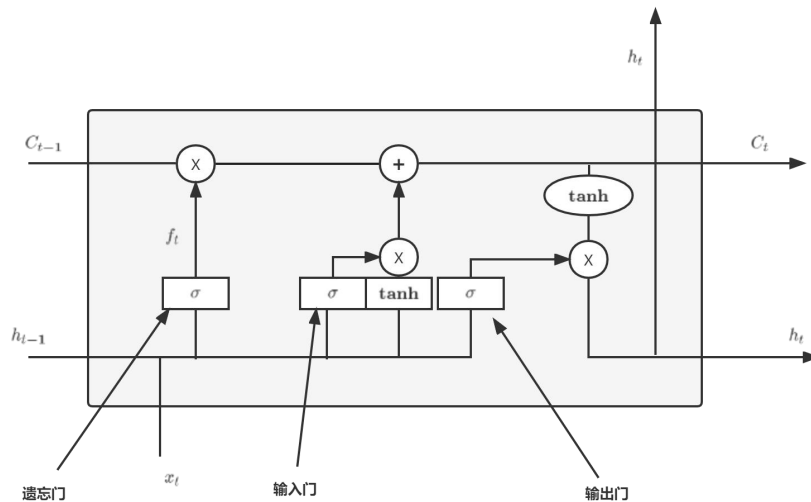 h_t
C_{t-1}
C_t
X
+
tanh
f_t
X
X
σ
σ
tanh
σ
h_{t-1}
h_t
x_t
遗忘门
输入门
输出门